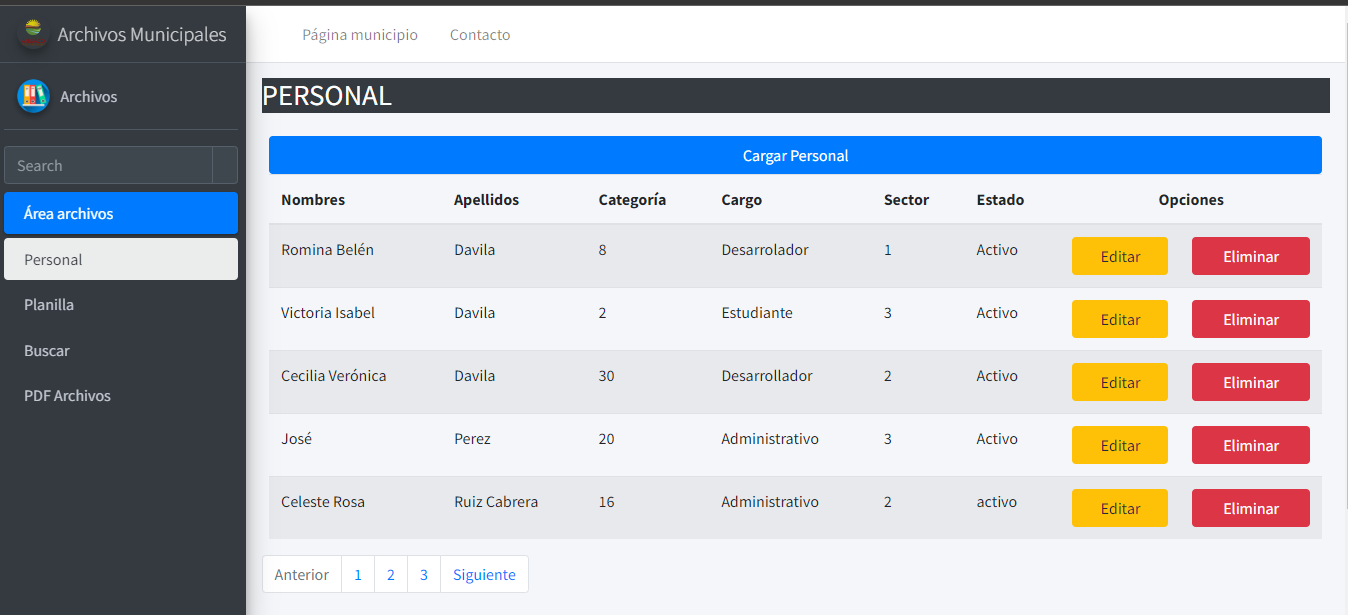 Archivos Municipales
Página municipio Contacto
Archivos
PERSONAL
Search
Cargar Personal
Área archivos
Personal
Planilla
Buscar
PDF Archivos
Nombres Apellidos Categoría Cargo Sector Estado Opciones
Romina Belén Davila 8 Desarrolador 1 Activo Editar Eliminar
Victoria Isabel Davila 2 Estudiante 3 Activo Editar Eliminar
Cecilia Verónica Davila 30 Desarrollador 2 Activo Editar Eliminar
José Perez 20 Administrativo 3 Activo Editar Eliminar
Celeste Rosa Ruiz Cabrera 16 Administrativo 2 activo Editar Eliminar
Anterior 1 2 3 Siguiente